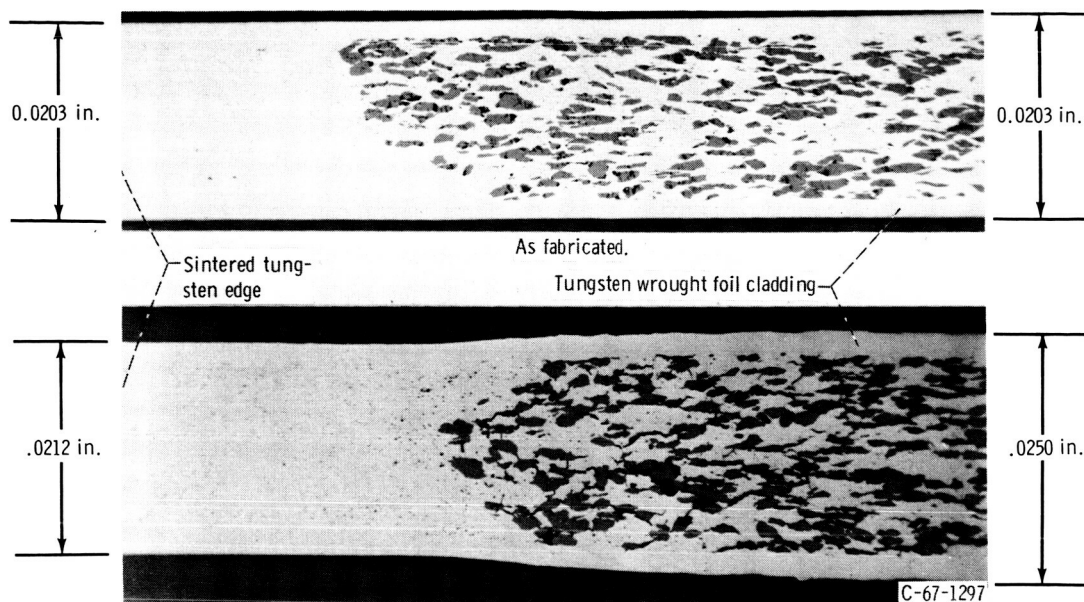 0.0203 in.
0.0203 in.
As fabricated.
Sintered tung-
sten edge
Tungsten wrought foil cladding
.0212 in.
.0250 in.
C-67-1297